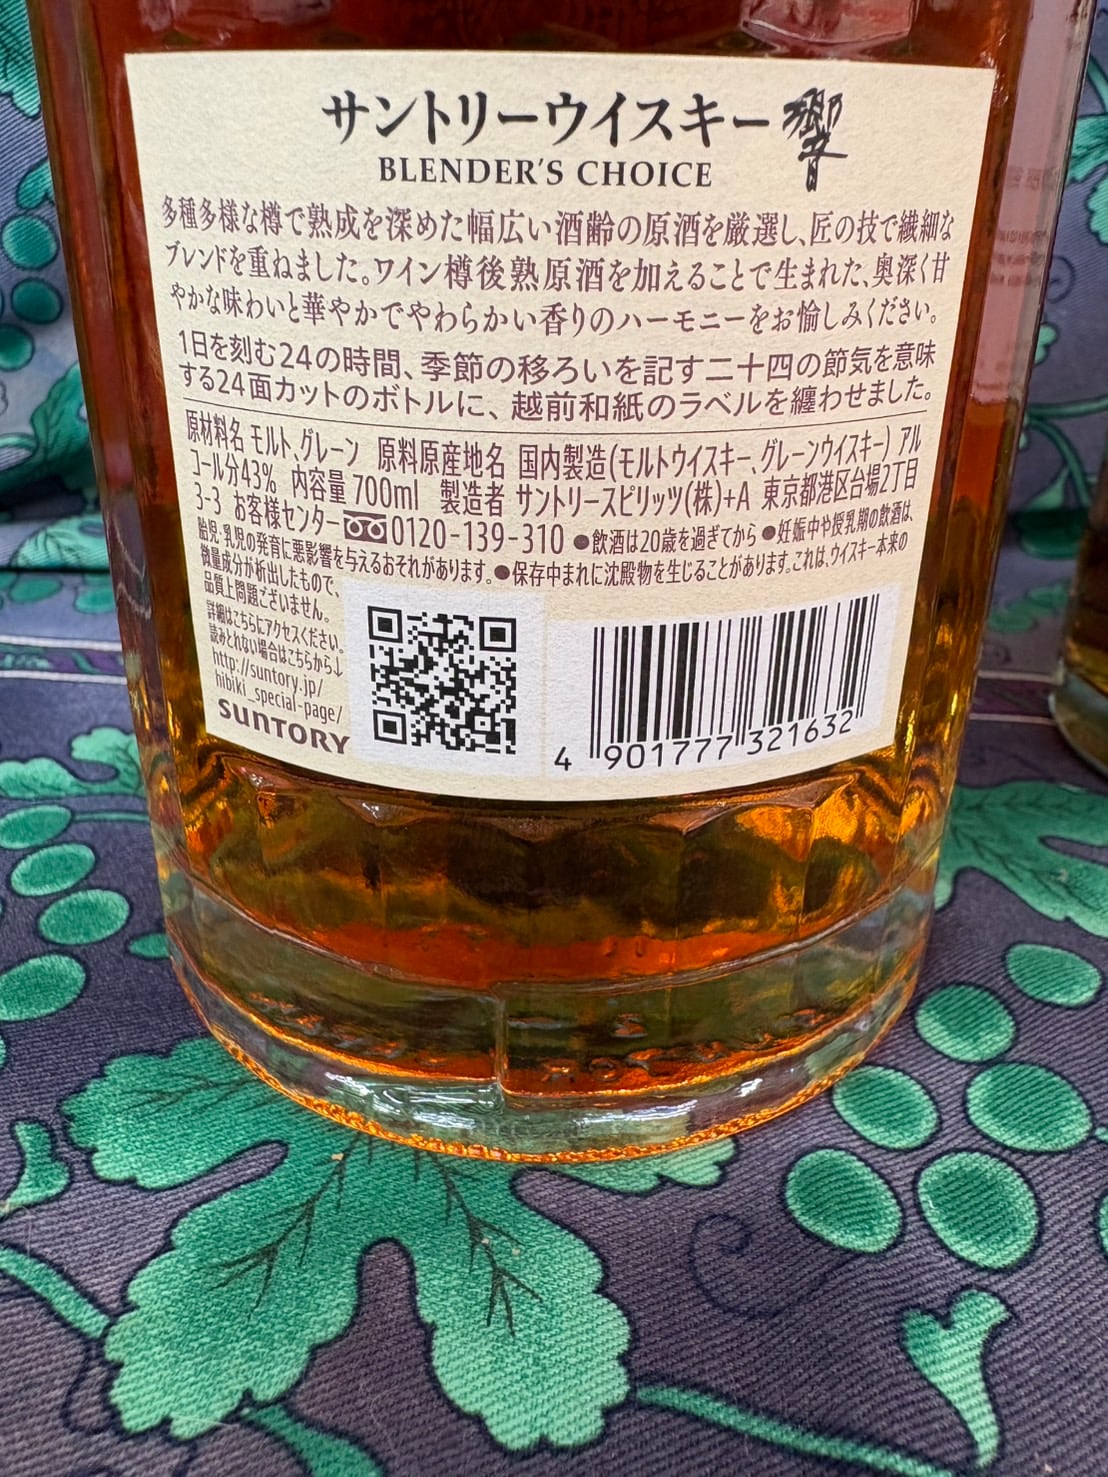 サントリーウイスキー 響
BLENDER'S CHOICE
多種多様な樽で熟成を深めた幅広い酒齢の原酒を厳選し、匠の技で繊細な
ブレンドを重ねました。ワイン樽後熟原酒を加えることで生まれた、奥深く甘
やかな味わいと華やかでやわらかい香りのハーモニーをお愉しみください。
1日を刻む24の時間、季節の移ろいを記す二十四の節気を意味
する24面カットのボトルに、越前和紙のラベルを纏わせました。
原材料名 モルト、グレーン 原料原産地名 国内製造(モルトウイスキー、グレーンウイスキー) アル
コール分43% 内容量 700ml 製造者 サントリースピリッツ(株)+A 東京都港区台場2丁目
3-3 お客様センター 0120-139-310 ●飲酒は20歳を過ぎてから ●妊娠中や授乳期の飲酒は、
胎児・乳児の発育に悪影響を与えるおそれがあります。●保存中まれに沈殿物を生じることがあります。これは、ウイスキー本来の
微量成分が析出したもので、
品質上問題ございません。
詳細はこちらにアクセスください。
読みとれない場合はこちらから↓
http://suntory.jp/
hibiki_special-page/
SUNTORY
4 901777 321632